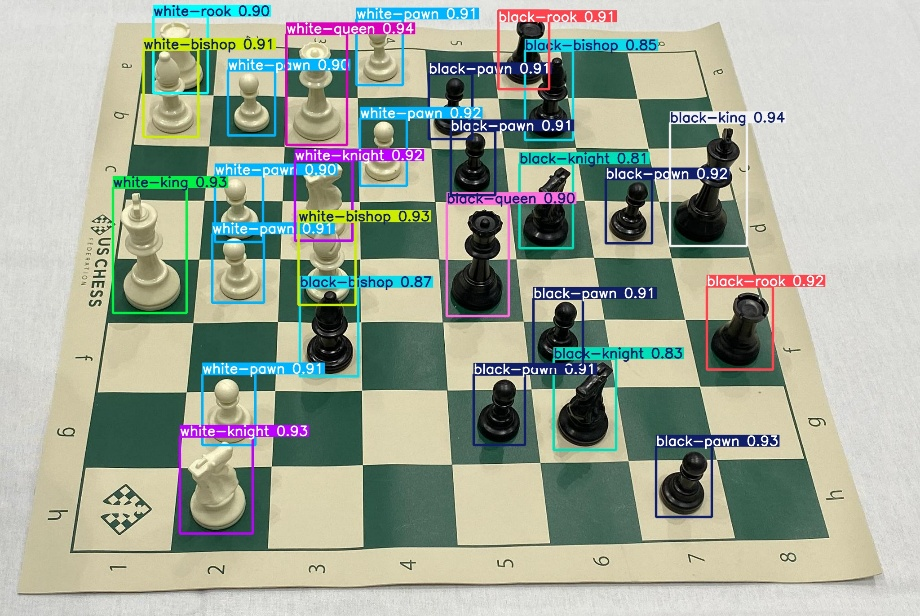 white-rook 0.90
white-pawn 0.91
black-rook 0.91
white-queen 0.94
white-bishop 0.91
black-bishop 0.85
white-pawn 0.90
black-pawn 0.91
white-pawn 0.92
black-king 0.94
black-pawn 0.91
white-knight 0.92
black-knight 0.81
white-pawn 0.90
black-pawn 0.92
white-king 0.93
black-queen 0.90
white-bishop 0.93
white-pawn 0.91
black-bishop 0.87
black-rook 0.92
black-pawn 0.91
black-knight 0.83
white-pawn 0.91
black-pawn 0.91
white-knight 0.93
black-pawn 0.93
US CHESS
FEDERATION
a
b
c
f
g
h
3
4
5
a
c
d
f
g
h
1 2 3 4 5 6 7 8